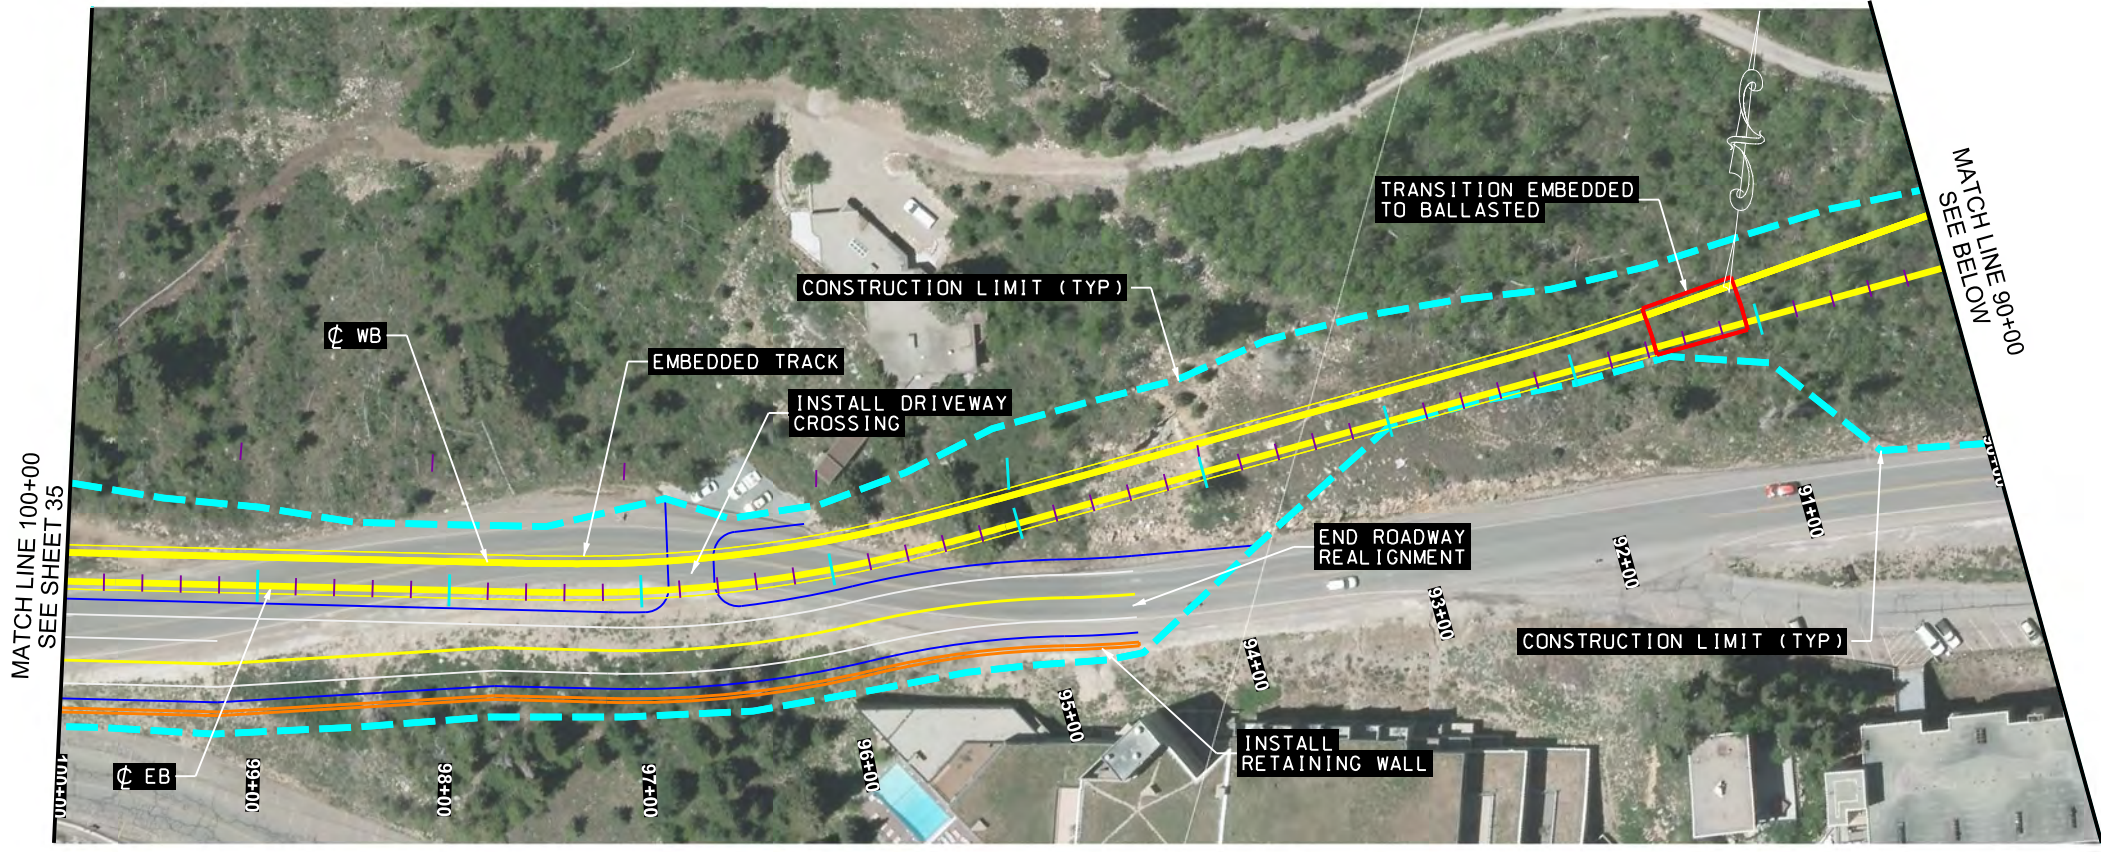 TRANSITION EMBEDDED
TO BALLASTED
MATCH LINE 90+00
SEE BELOW
CONSTRUCTION LIMIT (TYP)
℄ WB
EMBEDDED TRACK
INSTALL DRIVEWAY
CROSSING
MATCH LINE 100+00
SEE SHEET 35
END ROADWAY
REALIGNMENT
CONSTRUCTION LIMIT (TYP)
INSTALL
RETAINING WALL
℄ EB
99+00
98+00
97+00
96+00
95+00
94+00
93+00
92+00
91+00